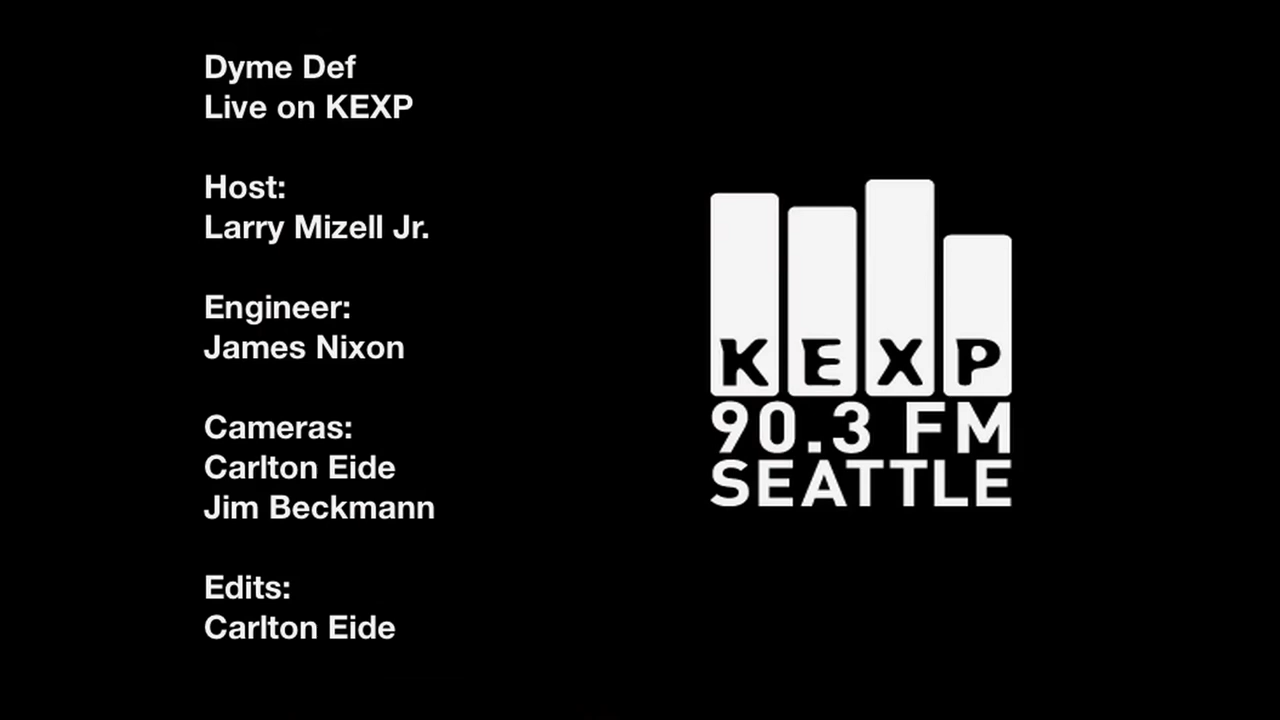 Dyme Def
Live on KEXP
Host:
Larry Mizell Jr.
Engineer:
James Nixon
Cameras:
Carlton Eide
Jim Beckmann
Edits:
Carlton Eide
KEXP
90.3 FM
SEATTLE